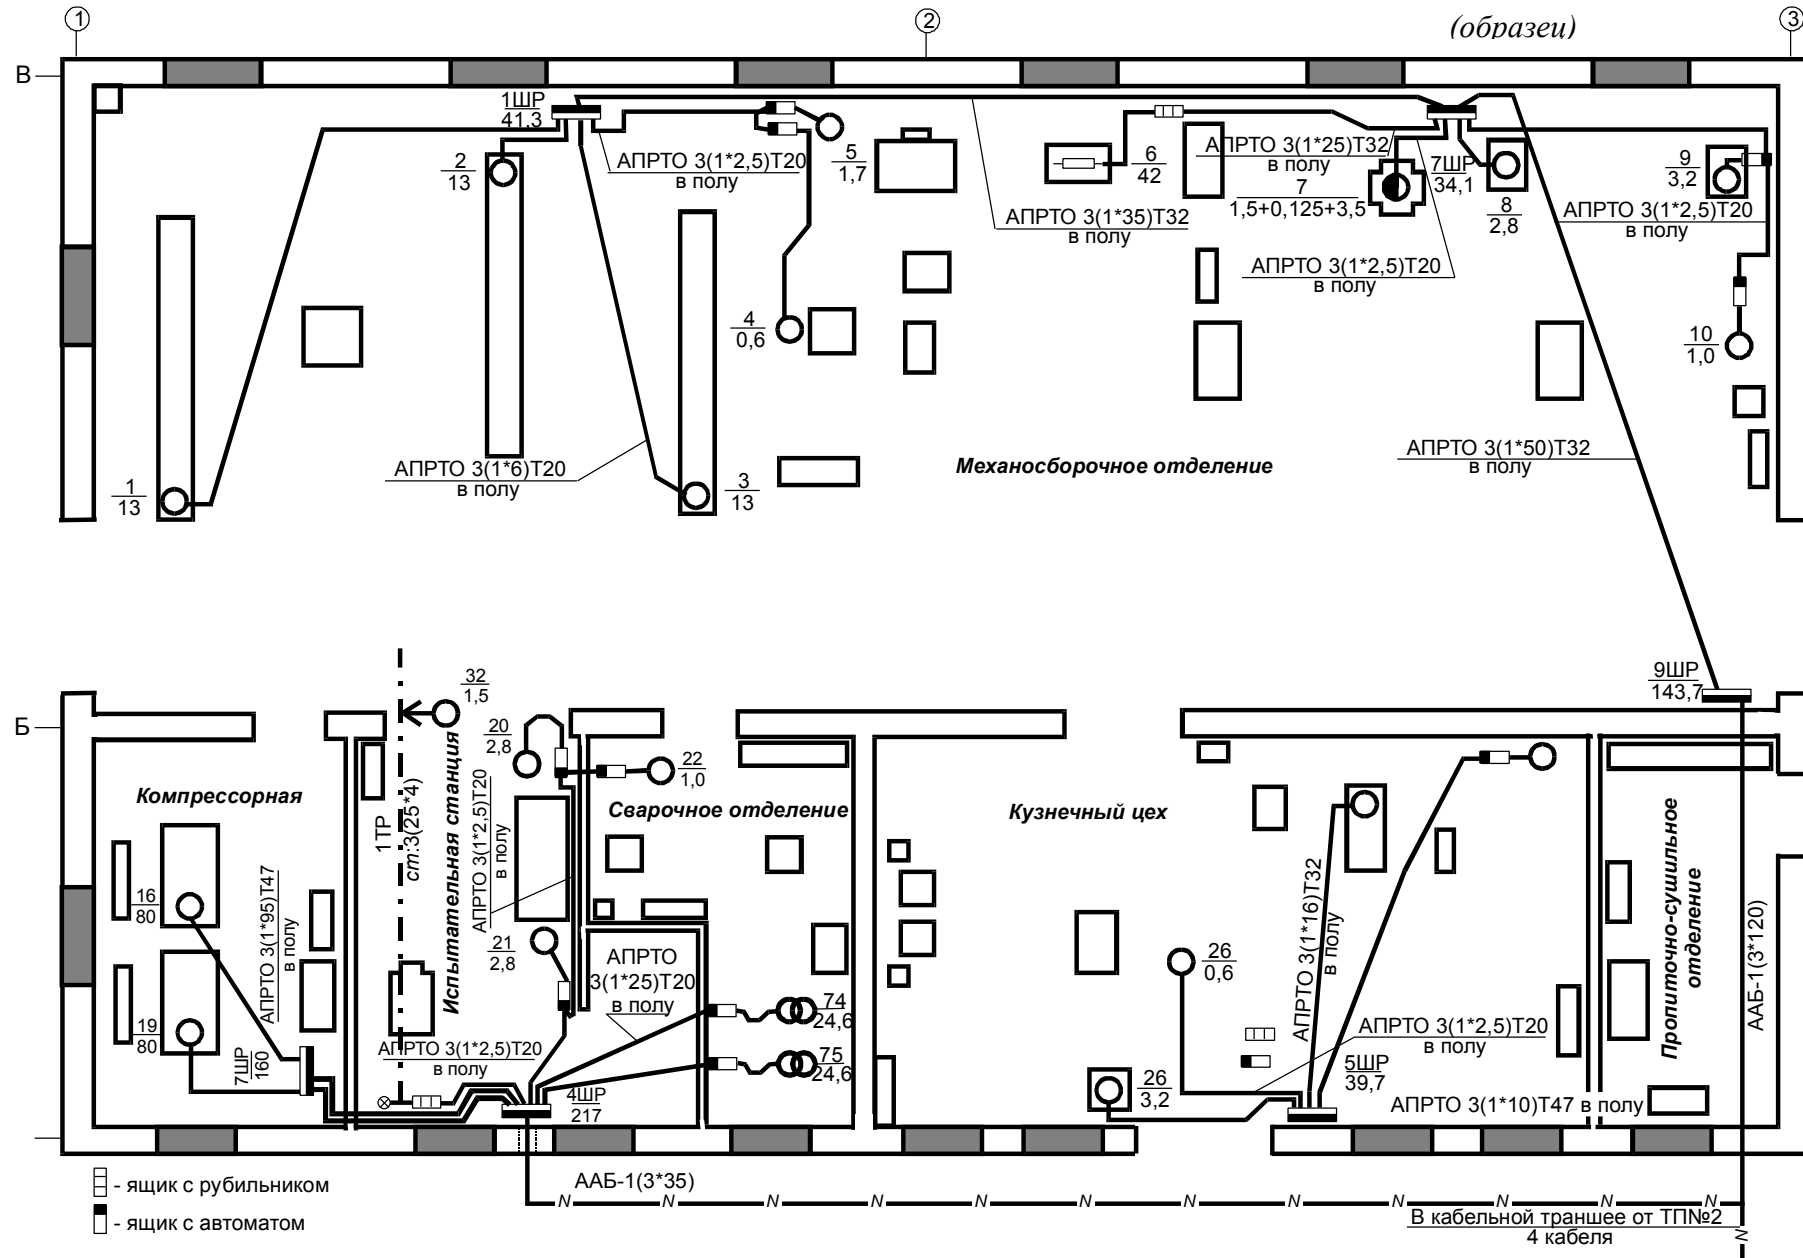 1
2
(образец)
3
В
1ШР
41,3
2
13
АПРТО 3(1*2,5)Т20
в полу
5
1,7
6
42
АПРТО 3(1*25)Т32
в полу
7
1,5+0,125+3,5
7ШР
34,1
8
2,8
9
3,2
АПРТО 3(1*35)Т32
в полу
АПРТО 3(1*2,5)Т20
в полу
АПРТО 3(1*2,5)Т20
в полу
4
0,6
10
1,0
АПРТО 3(1*6)Т20
в полу
Механосборочное отделение
АПРТО 3(1*50)Т32
в полу
1
13
3
13
9ШР
143,7
Б
32
1,5
20
2,8
22
1,0
Компрессорная
1ТР
ст:3(25*4)
Испытательная станция
АПРТО 3(1*2,5)Т20
в полу
Сварочное отделение
Кузнечный цех
16
80
АПРТО 3(1*95)Т47
в полу
21
2,8
АПРТО
3(1*25)Т20
в полу
26
0,6
АПРТО 3(1*16)Т32
в полу
Пропиточно-сушильное
отделение
ААБ-1(3*120)
19
80
7ШР
160
АПРТО 3(1*2,5)Т20
в полу
74
24,6
75
24,6
АПРТО 3(1*2,5)Т20
в полу
4ШР
217
26
3,2
5ШР
39,7
АПРТО 3(1*10)Т47 в полу
- ящик с рубильником
- ящик с автоматом
ААБ-1(3*35)
N N N N N N N N N N N N
В кабельной траншее от ТП№2
4 кабеля
N